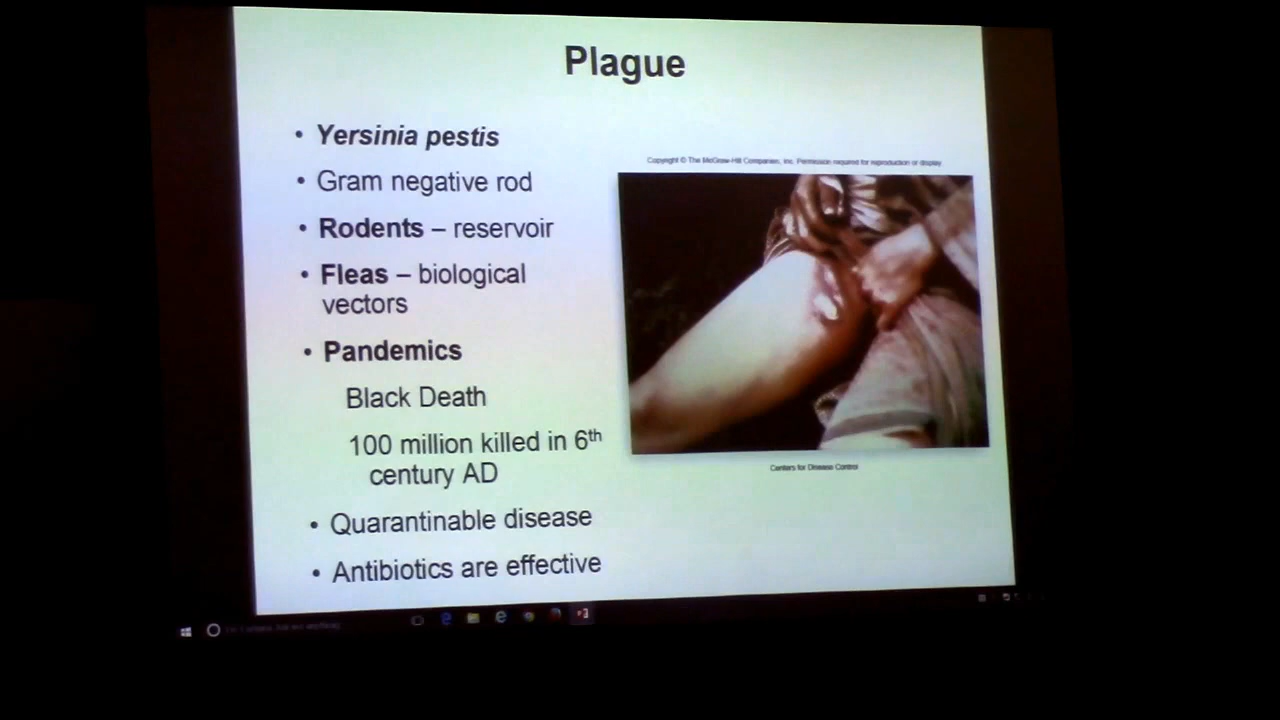 Plague
• Yersinia pestis
• Gram negative rod
• Rodents – reservoir
• Fleas – biological
vectors
• Pandemics
Black Death
100 million killed in 6th
century AD
• Quarantinable disease
• Antibiotics are effective
Copyright © The McGraw-Hill Companies, Inc. Permission required for reproduction or display.
Centers for Disease Control